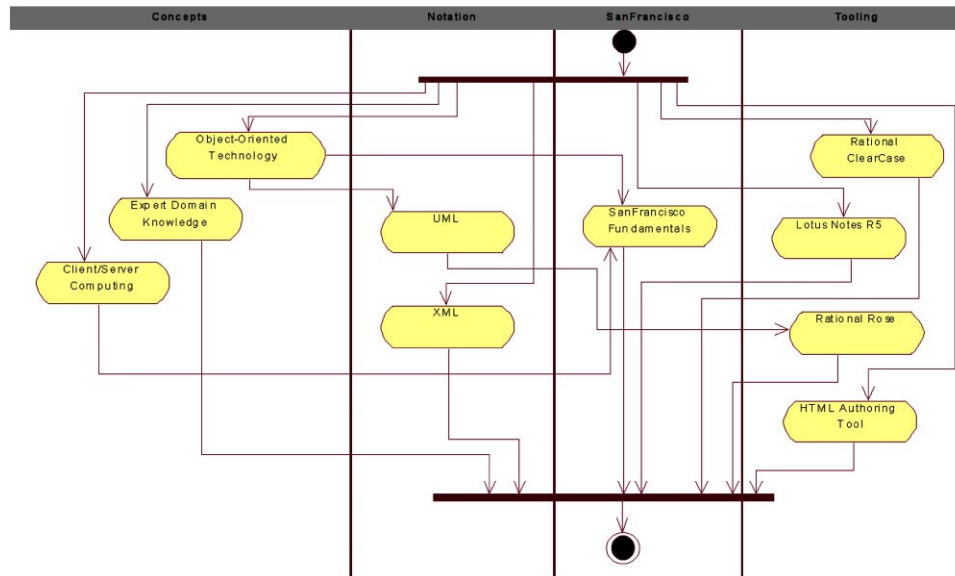 Concepts
Notation
SanFrancisco
Tooling
Object-Oriented
Technology
Rational
ClearCase
Expert Domain
Knowledge
UML
SanFrancisco
Fundamentals
Lotus Notes R5
Client/Server
Computing
XML
Rational Rose
HTML Authoring
Tool